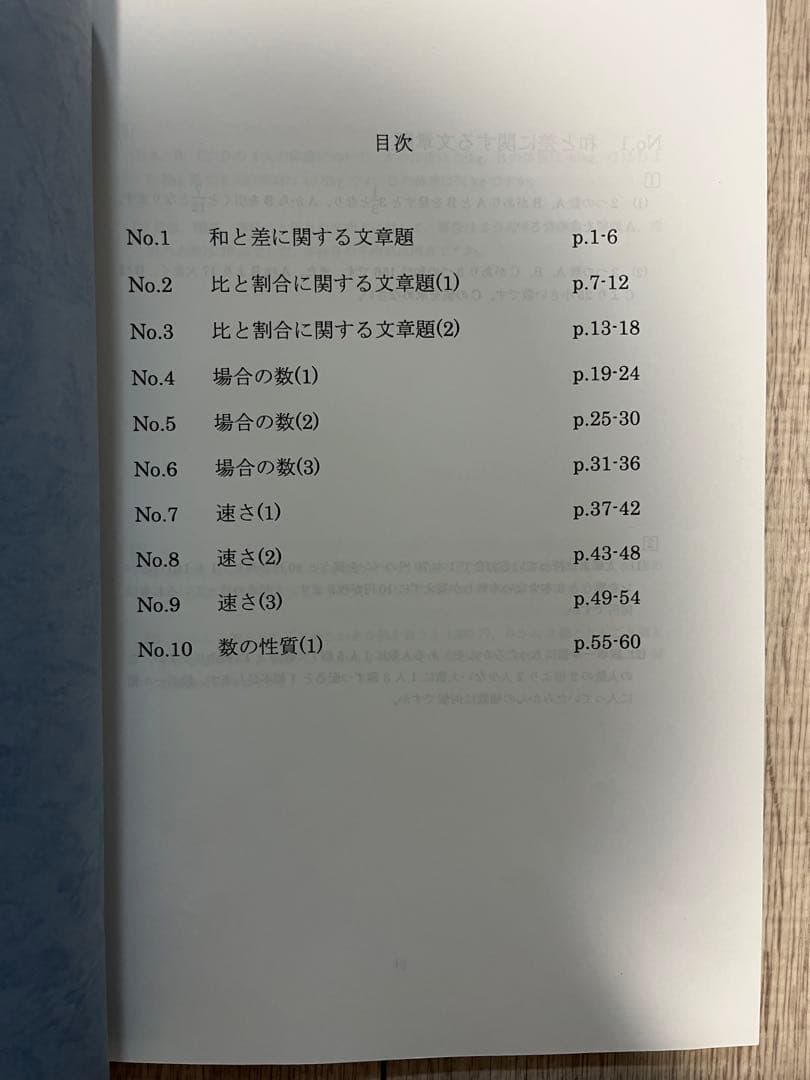 目次
No.1 和と差に関する文章題 p.1-6
No.2 比と割合に関する文章題(1) p.7-12
No.3 比と割合に関する文章題(2) p.13-18
No.4 場合の数(1) p.19-24
No.5 場合の数(2) p.25-30
No.6 場合の数(3) p.31-36
No.7 速さ(1) p.37-42
No.8 速さ(2) p.43-48
No.9 速さ(3) p.49-54
No.10 数の性質(1) p.55-60